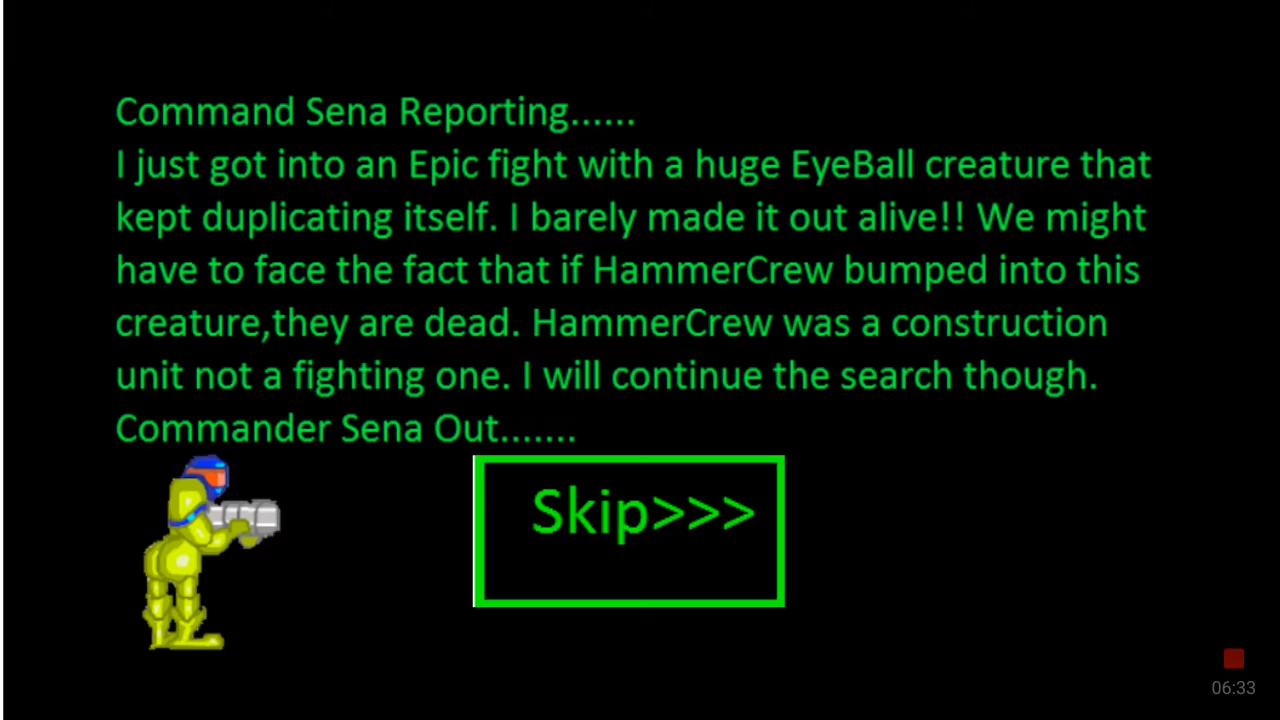 Command Sena Reporting......
I just got into an Epic fight with a huge EyeBall creature that
kept duplicating itself. I barely made it out alive!! We might
have to face the fact that if HammerCrew bumped into this
creature,they are dead. HammerCrew was a construction
unit not a fighting one. I will continue the search though.
Commander Sena Out.......
Skip>>>
06:33